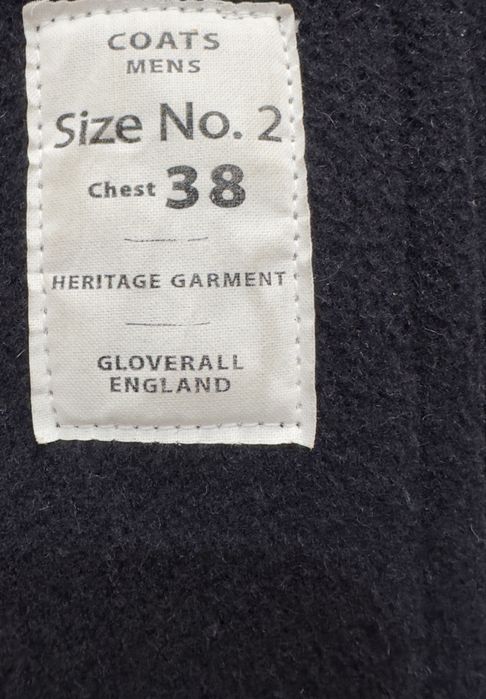 COATS
MENS
Size No. 2
Chest 38
HERITAGE GARMENT
GLOVERALL
ENGLAND